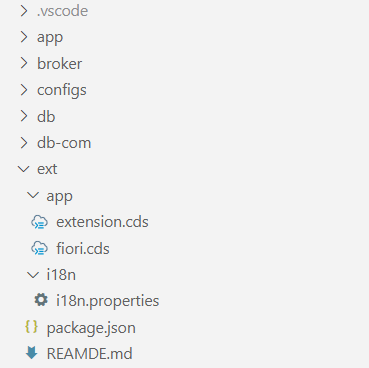 .vscode
app
broker
configs
db
db-com
ext
app
extension.cds
fiori.cds
i18n
i18n.properties
{} package.json
REAMDE.md